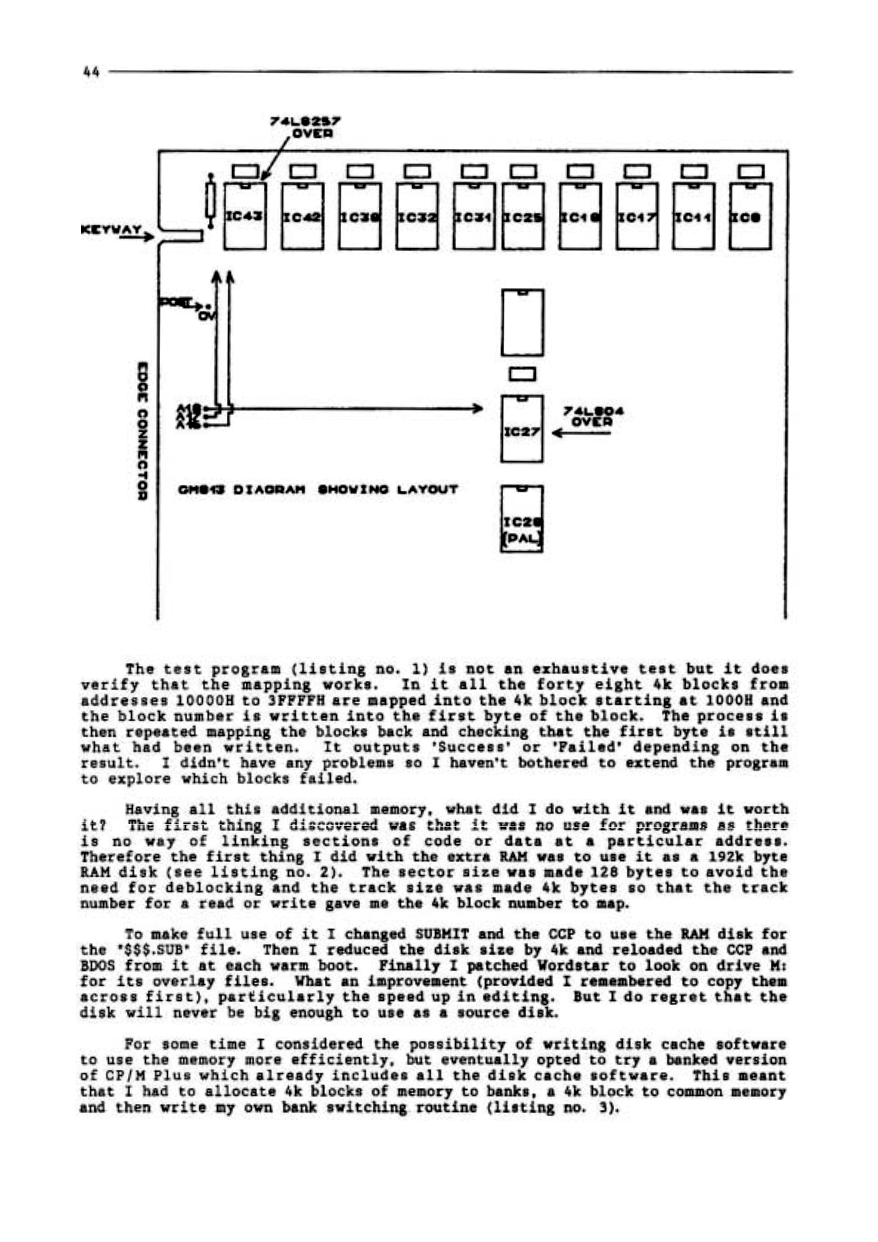 44
74LS257
OVER
IC43 IC42 IC39 IC32 IC31 IC25 IC18 IC17 IC11 IC9
KEYWAY
0V
EDGE CONNECTOR
74LS04
OVER
IC27
GM813 DIAGRAM SHOWING LAYOUT
(PAL)
The test program (listing no. 1) is not an exhaustive test but it does
verify that the mapping works. In it all the forty eight 4k blocks from
addresses 10000H to 3FFFFH are mapped into the 4k block starting at 1000H and
the block number is written into the first byte of the block. The process is
then repeated mapping the blocks back and checking that the first byte is still
what had been written. It outputs 'Success' or 'Failed' depending on the
result. I didn't have any problems so I haven't bothered to extend the program
to explore which blocks failed.
Having all this additional memory, what did I do with it and was it worth
it? The first thing I discovered was that it was no use for programs as there
is no way of linking sections of code or data at a particular address.
Therefore the first thing I did with the extra RAM was to use it as a 192k byte
RAM disk (see listing no. 2). The sector size was made 128 bytes to avoid the
need for deblocking and the track size was made 4k bytes so that the track
number for a read or write gave me the 4k block number to map.
To make full use of it I changed SUBMIT and the CCP to use the RAM disk for
the "$$$.SUB" file. Then I reduced the disk size by 4k and reloaded the CCP and
BDOS from it at each warm boot. Finally I patched Wordstar to look on drive M:
for its overlay files. What an improvement (provided I remembered to copy them
across first), particularly the speed up in editing. But I do regret that the
disk will never be big enough to use as a source disk.
For some time I considered the possibility of writing disk cache software
to use the memory more efficiently, but eventually opted to try a banked version
of CP/M Plus which already includes all the disk cache software. This meant
that I had to allocate 4k blocks of memory to banks, a 4k block to common memory
and then write my own bank switching routine (listing no. 3).